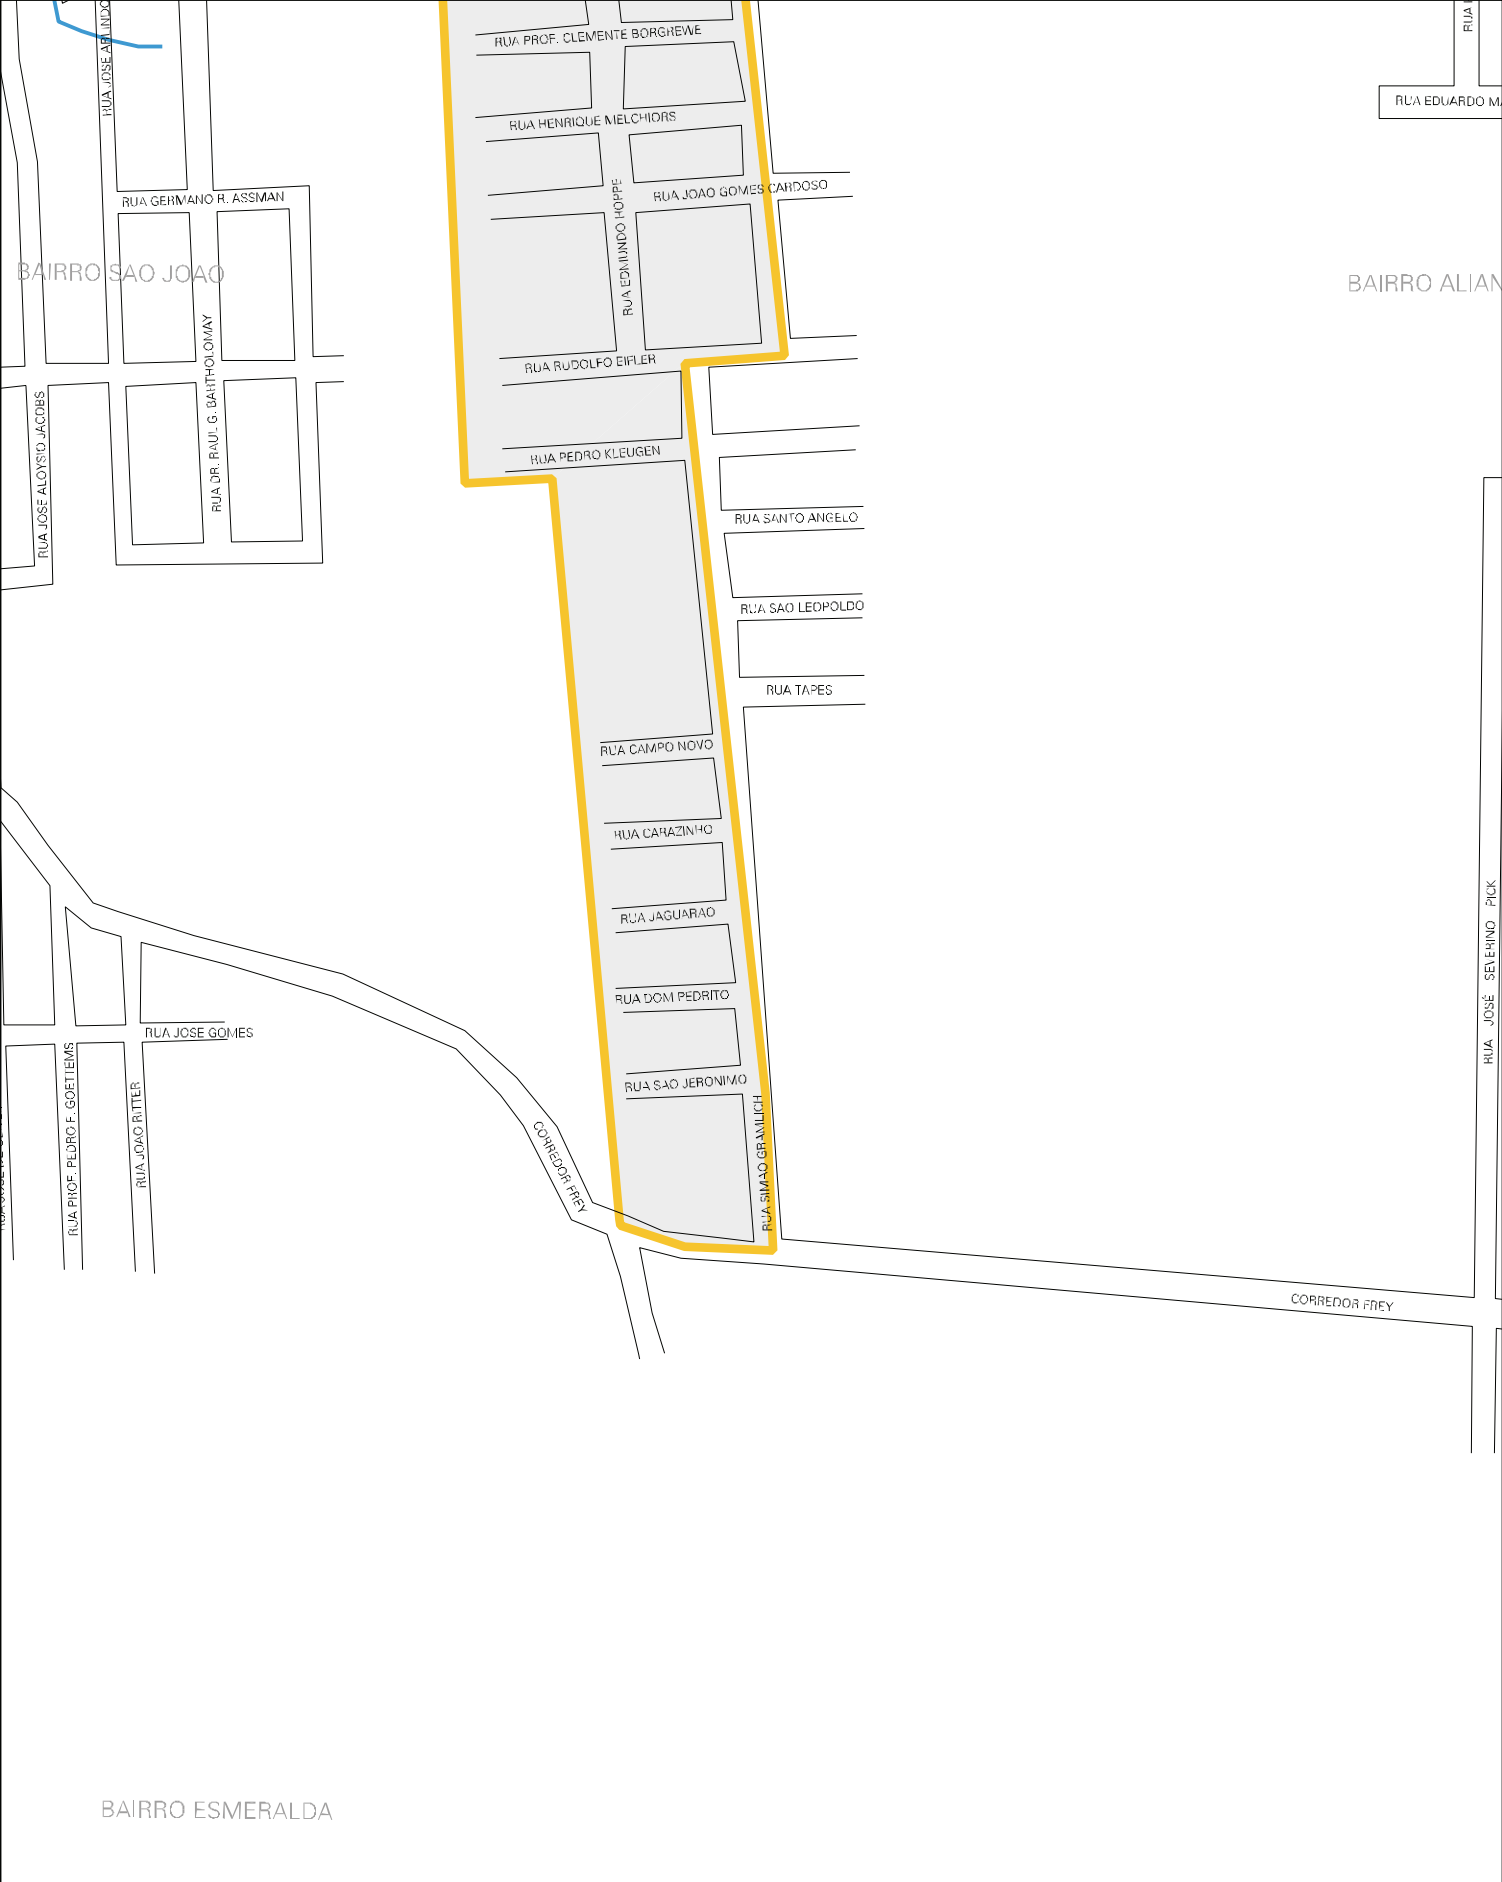 RUA PROF. CLEMENTE BORGREWE
RUA JOSE ARLINDO
RUA EDUARDO
RUA HENRIQUE MELCHIORS
RUA JOAO GOMES CARDOSO
RUA GERMANO R. ASSMAN
RUA EDMUNDO HOPPE
BAIRRO SAO JOAO
BAIRRO ALIAN
RUA RUDOLFO EIFLER
RUA DR. RAUL G. BARTHOLOMAY
RUA JOSE ALOYSIO JACOBS
RUA PEDRO KLEUGEN
RUA SANTO ANGELO
RUA SAO LEOPOLDO
RUA TAPES
RUA CAMPO NOVO
RUA CARAZINHO
RUA JAGUARAO
RUA JOSÉ SEVERINO PICK
RUA DOM PEDRITO
RUA JOSE GOMES
RUA SAO JERONIMO
RUA PROF. PEDRO F. GOETTEMS
RUA JOAO RITTER
CORREDOR FREY
RUA SIMAO GRAMLICH
CORREDOR FREY
BAIRRO ESMERALDA